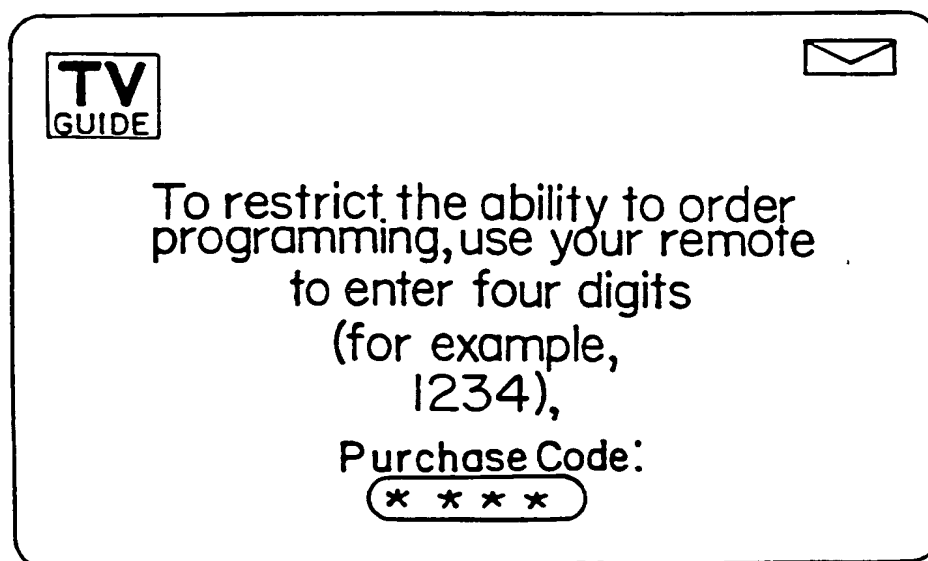 TV
GUIDE
To restrict the ability to order
programming, use your remote
to enter four digits
(for example,
1234),
Purchase Code:
* * * *